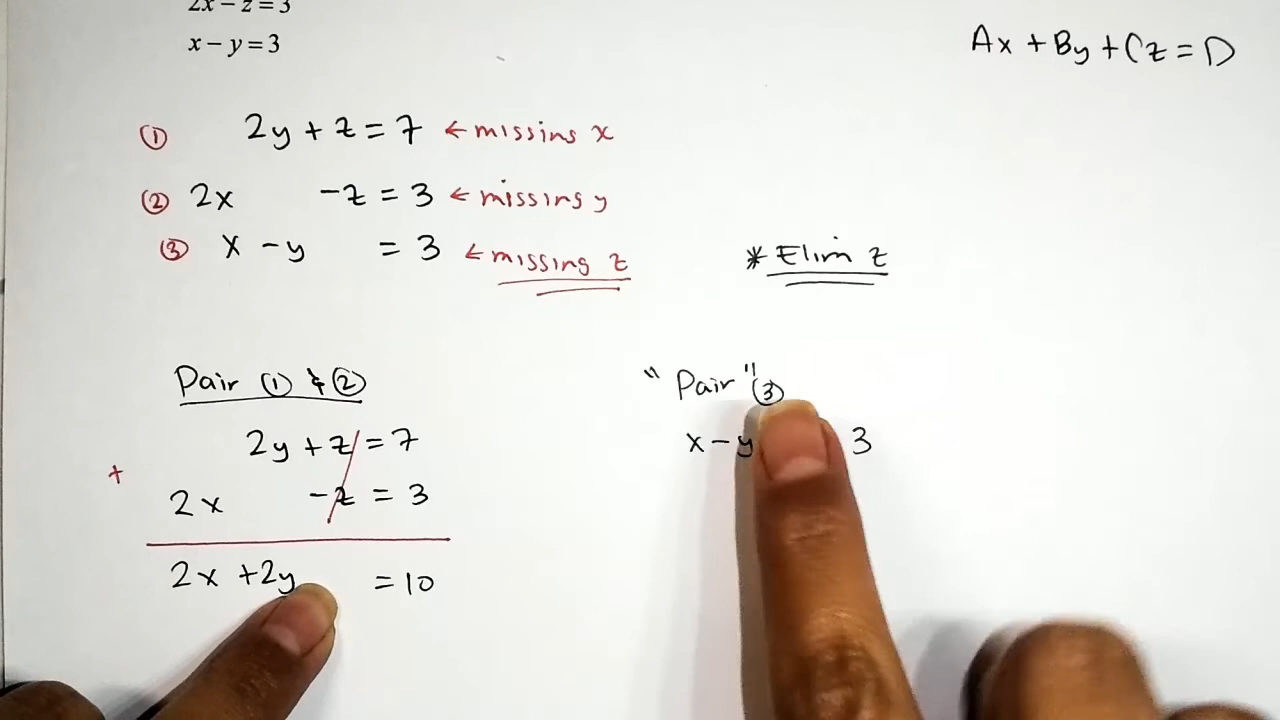 2x − z = 3
x − y = 3
Ax + By + Cz = D
① 2y + z = 7 ← missing x
② 2x − z = 3 ← missing y
③ x − y = 3 ← missing z
* Elim z
Pair ① & ②
2y + z = 7
+
2x − z = 3
2x + 2y = 10
"Pair" ③
x − y 3